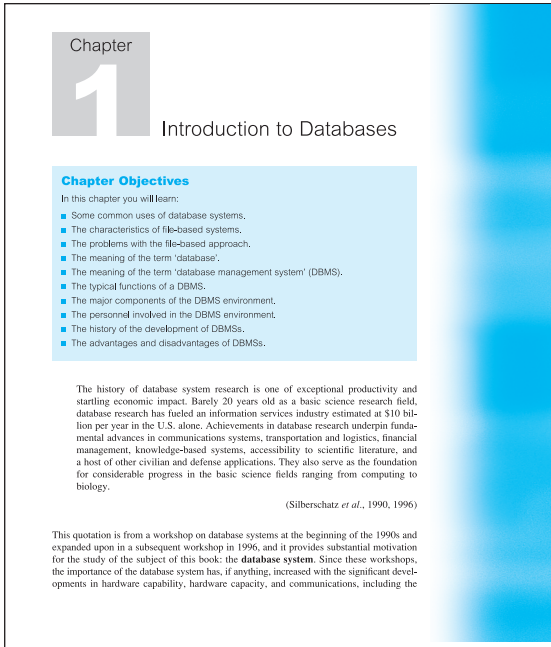 Chapter
1
Introduction to Databases
Chapter Objectives
In this chapter you will learn:
■ Some common uses of database systems.
■ The characteristics of file-based systems.
■ The problems with the file-based approach.
■ The meaning of the term ‘database’.
■ The meaning of the term ‘database management system’ (DBMS).
■ The typical functions of a DBMS.
■ The major components of the DBMS environment.
■ The personnel involved in the DBMS environment.
■ The history of the development of DBMSs.
■ The advantages and disadvantages of DBMSs.
The history of database system research is one of exceptional productivity and
startling economic impact. Barely 20 years old as a basic science research field,
database research has fueled an information services industry estimated at $10 bil-
lion per year in the U.S. alone. Achievements in database research underpin funda-
mental advances in communications systems, transportation and logistics, financial
management, knowledge-based systems, accessibility to scientific literature, and
a host of other civilian and defense applications. They also serve as the foundation
for considerable progress in the basic science fields ranging from computing to
biology.
(Silberschatz et al., 1990, 1996)
This quotation is from a workshop on database systems at the beginning of the 1990s and
expanded upon in a subsequent workshop in 1996, and it provides substantial motivation
for the study of the subject of this book: the database system. Since these workshops,
the importance of the database system has, if anything, increased with the significant devel-
opments in hardware capability, hardware capacity, and communications, including the